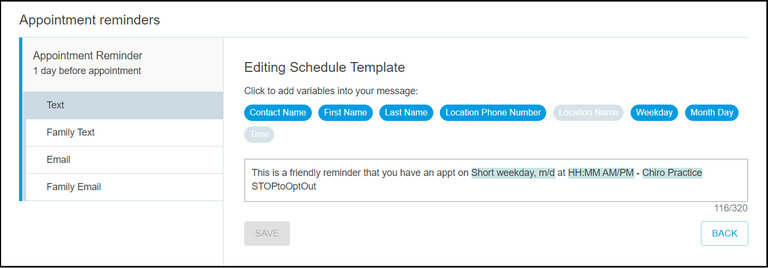 Appointment reminders
Appointment Reminder
1 day before appointment
Text
Family Text
Email
Family Email
Editing Schedule Template
Click to add variables into your message:
Contact Name First Name Last Name Location Phone Number Location Name Weekday Month Day
Time
This is a friendly reminder that you have an appt on Short weekday, m/d at HH:MM AM/PM - Chiro Practice
STOPtoOptOut
116/320
SAVE BACK